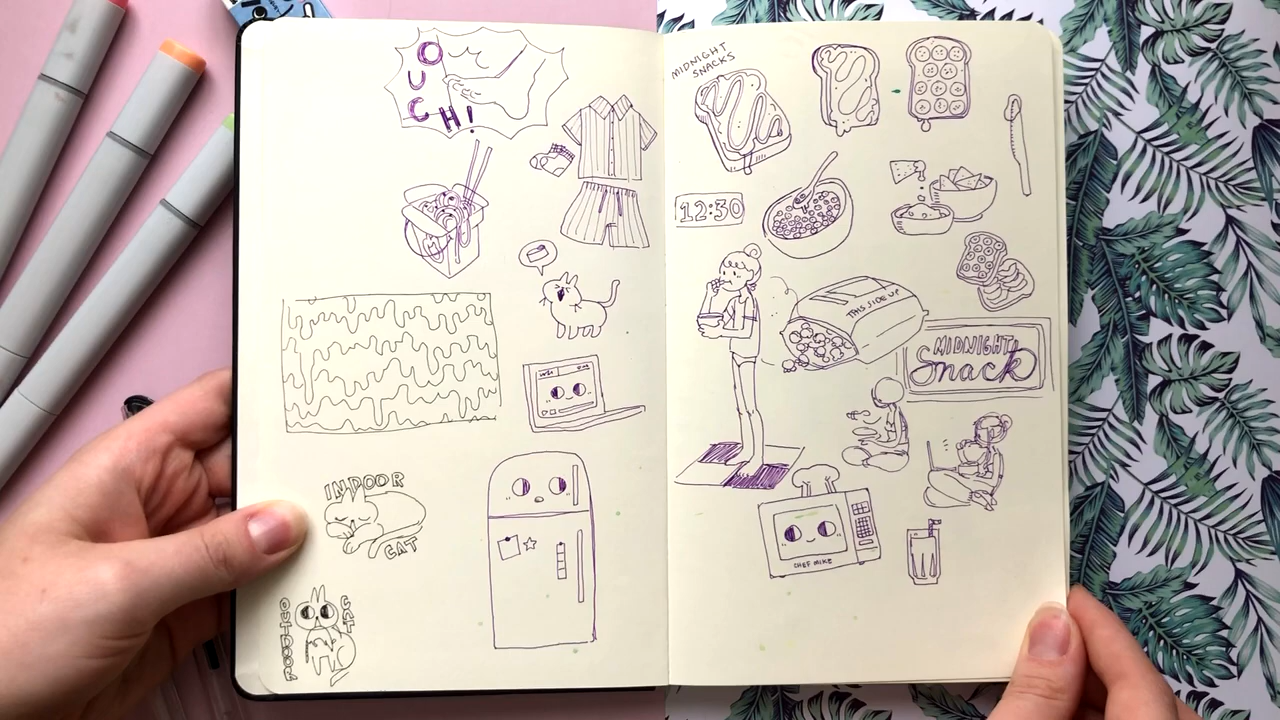 OUCH!
INDOOR
CAT
OUTDOOR
CAT
MIDNIGHT
SNACKS
12:30
THIS SIDE UP
MIDNIGHT
Snack
CHEF MIKE